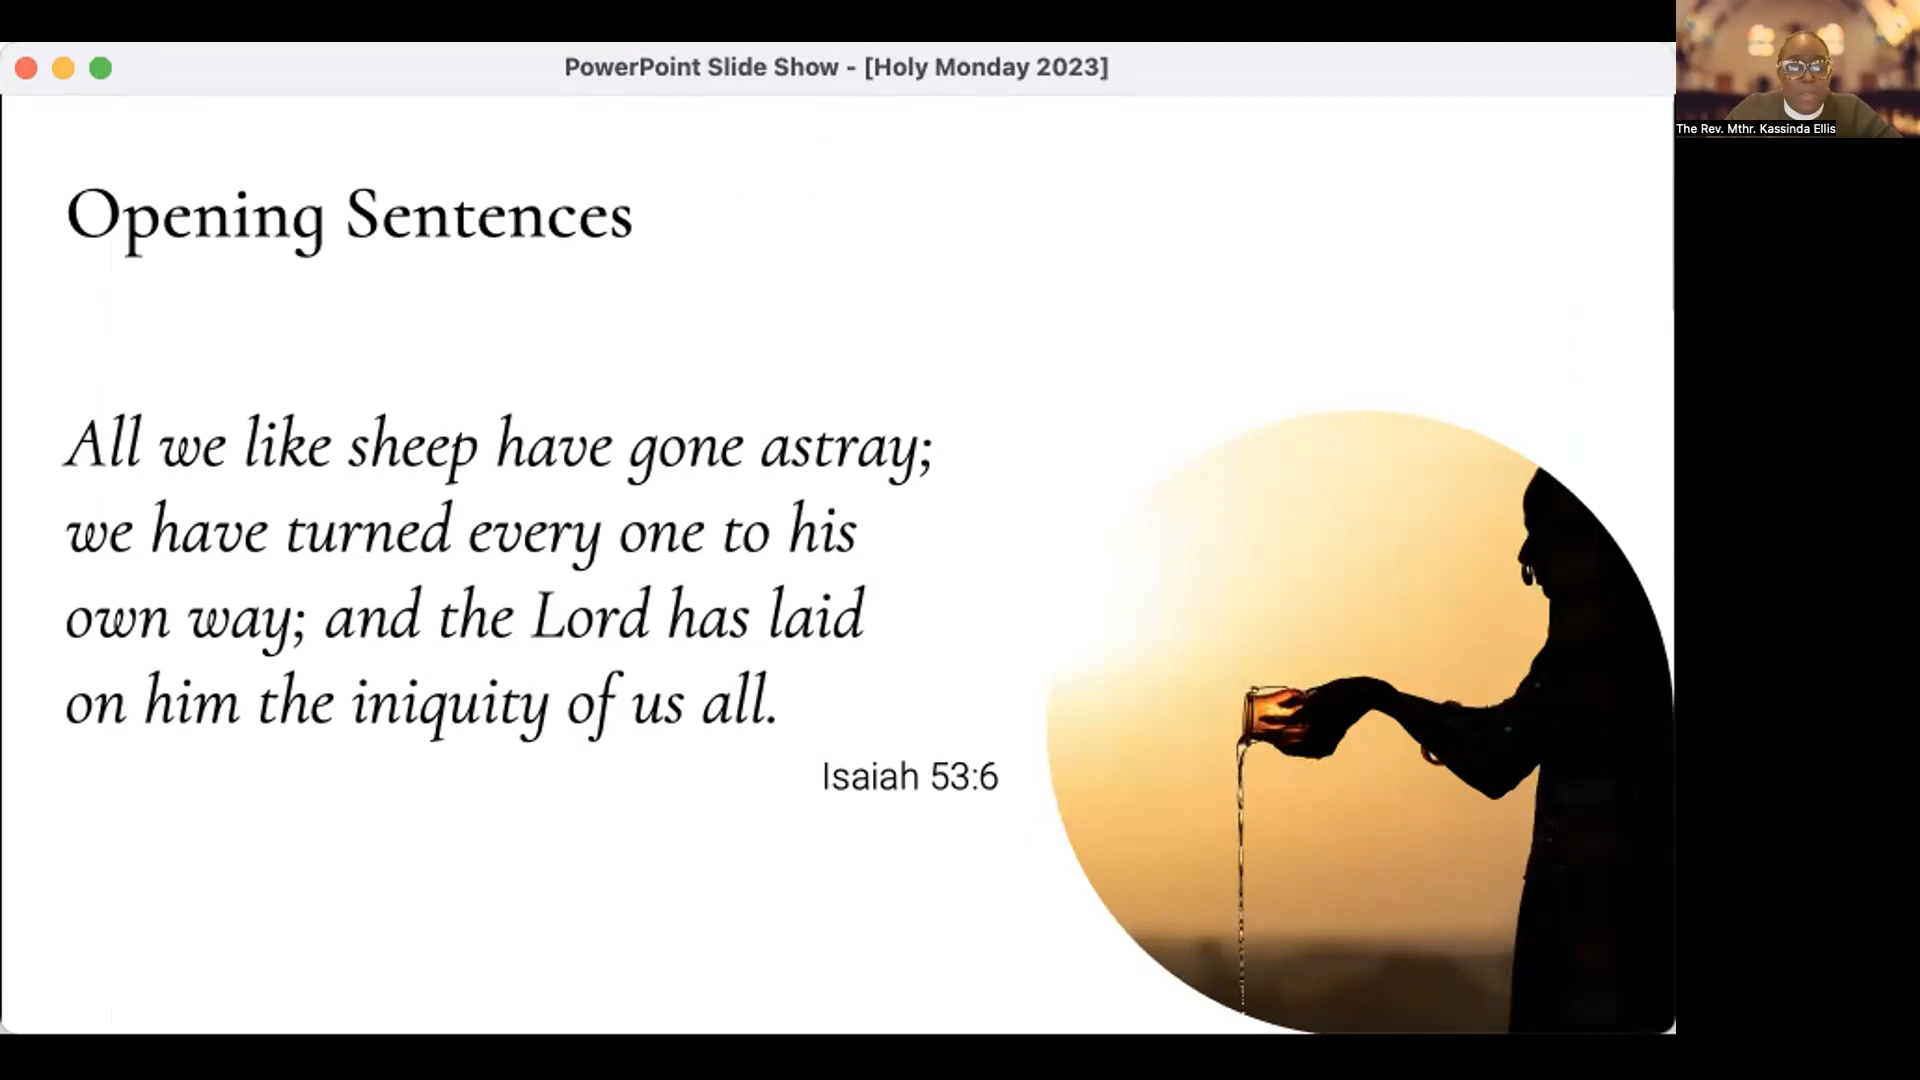 PowerPoint Slide Show - [Holy Monday 2023]
The Rev. Mthr. Kassinda Ellis
Opening Sentences
All we like sheep have gone astray;
we have turned every one to his
own way; and the Lord has laid
on him the iniquity of us all.
Isaiah 53:6